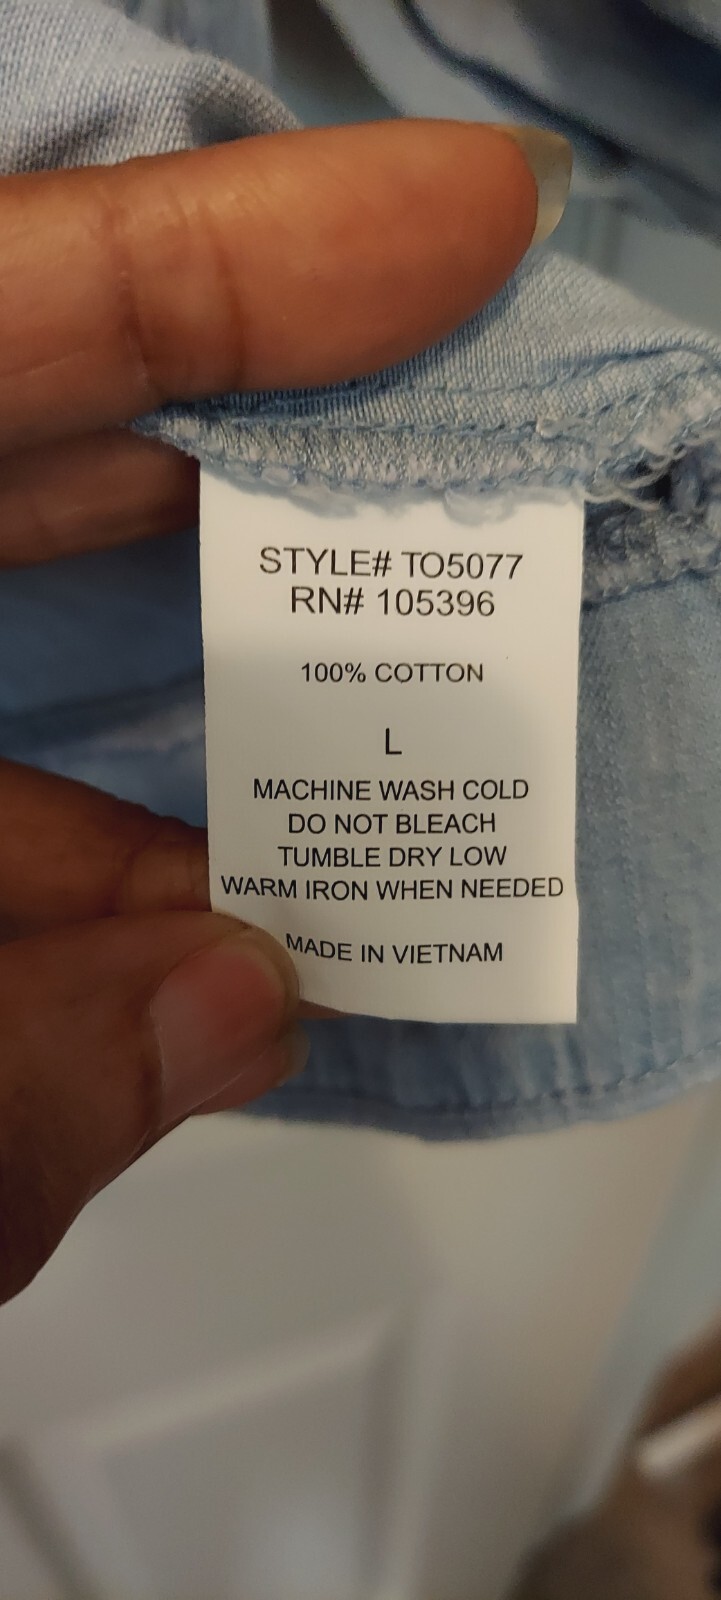 STYLE# TO5077
RN# 105396
100% COTTON
L
MACHINE WASH COLD
DO NOT BLEACH
TUMBLE DRY LOW
WARM IRON WHEN NEEDED
MADE IN VIETNAM